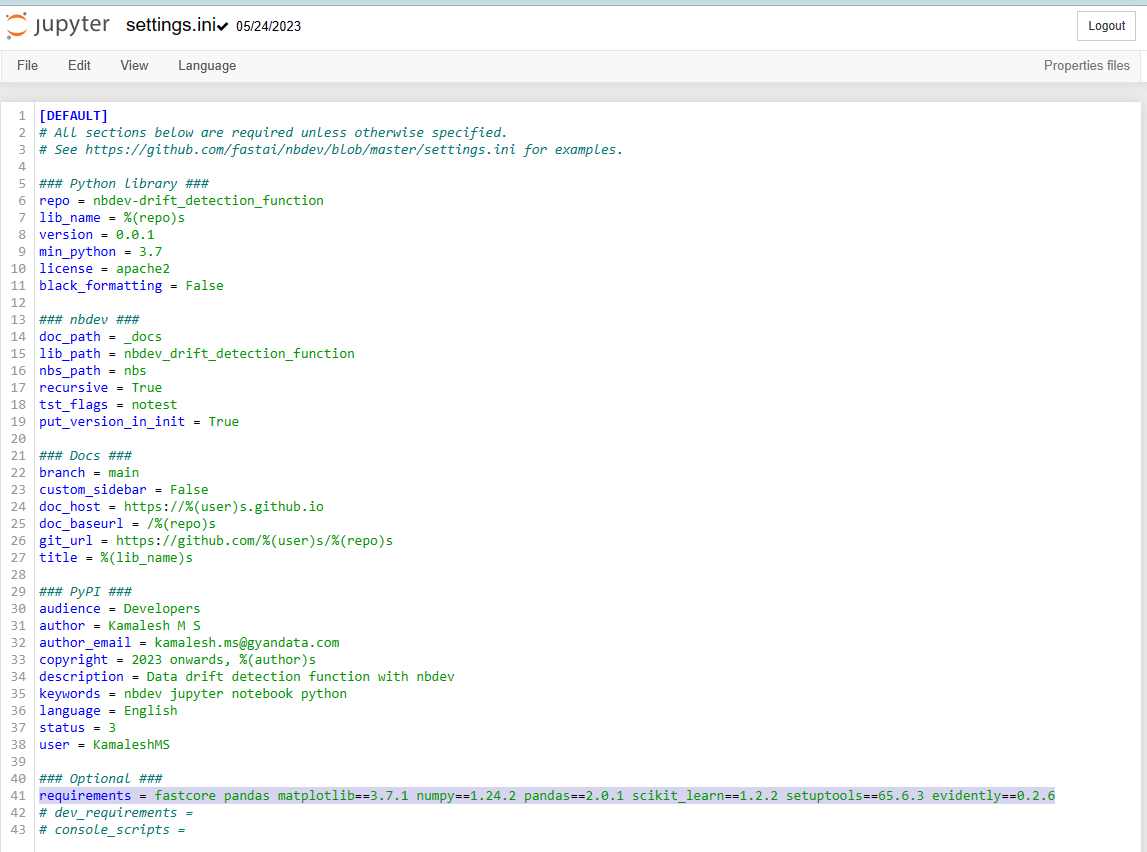 jupyter settings.ini✔ 05/24/2023 Logout
File Edit View Language Properties files
1 [DEFAULT]
2 # All sections below are required unless otherwise specified.
3 # See https://github.com/fastai/nbdev/blob/master/settings.ini for examples.
4
5 ### Python library ###
6 repo = nbdev-drift_detection_function
7 lib_name = %(repo)s
8 version = 0.0.1
9 min_python = 3.7
10 license = apache2
11 black_formatting = False
12
13 ### nbdev ###
14 doc_path = _docs
15 lib_path = nbdev_drift_detection_function
16 nbs_path = nbs
17 recursive = True
18 tst_flags = notest
19 put_version_in_init = True
20
21 ### Docs ###
22 branch = main
23 custom_sidebar = False
24 doc_host = https://%(user)s.github.io
25 doc_baseurl = /%(repo)s
26 git_url = https://github.com/%(user)s/%(repo)s
27 title = %(lib_name)s
28
29 ### PyPI ###
30 audience = Developers
31 author = Kamalesh M S
32 author_email = kamalesh.ms@gyandata.com
33 copyright = 2023 onwards, %(author)s
34 description = Data drift detection function with nbdev
35 keywords = nbdev jupyter notebook python
36 language = English
37 status = 3
38 user = KamaleshMS
39
40 ### Optional ###
41 requirements = fastcore pandas matplotlib==3.7.1 numpy==1.24.2 pandas==2.0.1 scikit_learn==1.2.2 setuptools==65.6.3 evidently==0.2.6
42 # dev_requirements =
43 # console_scripts =